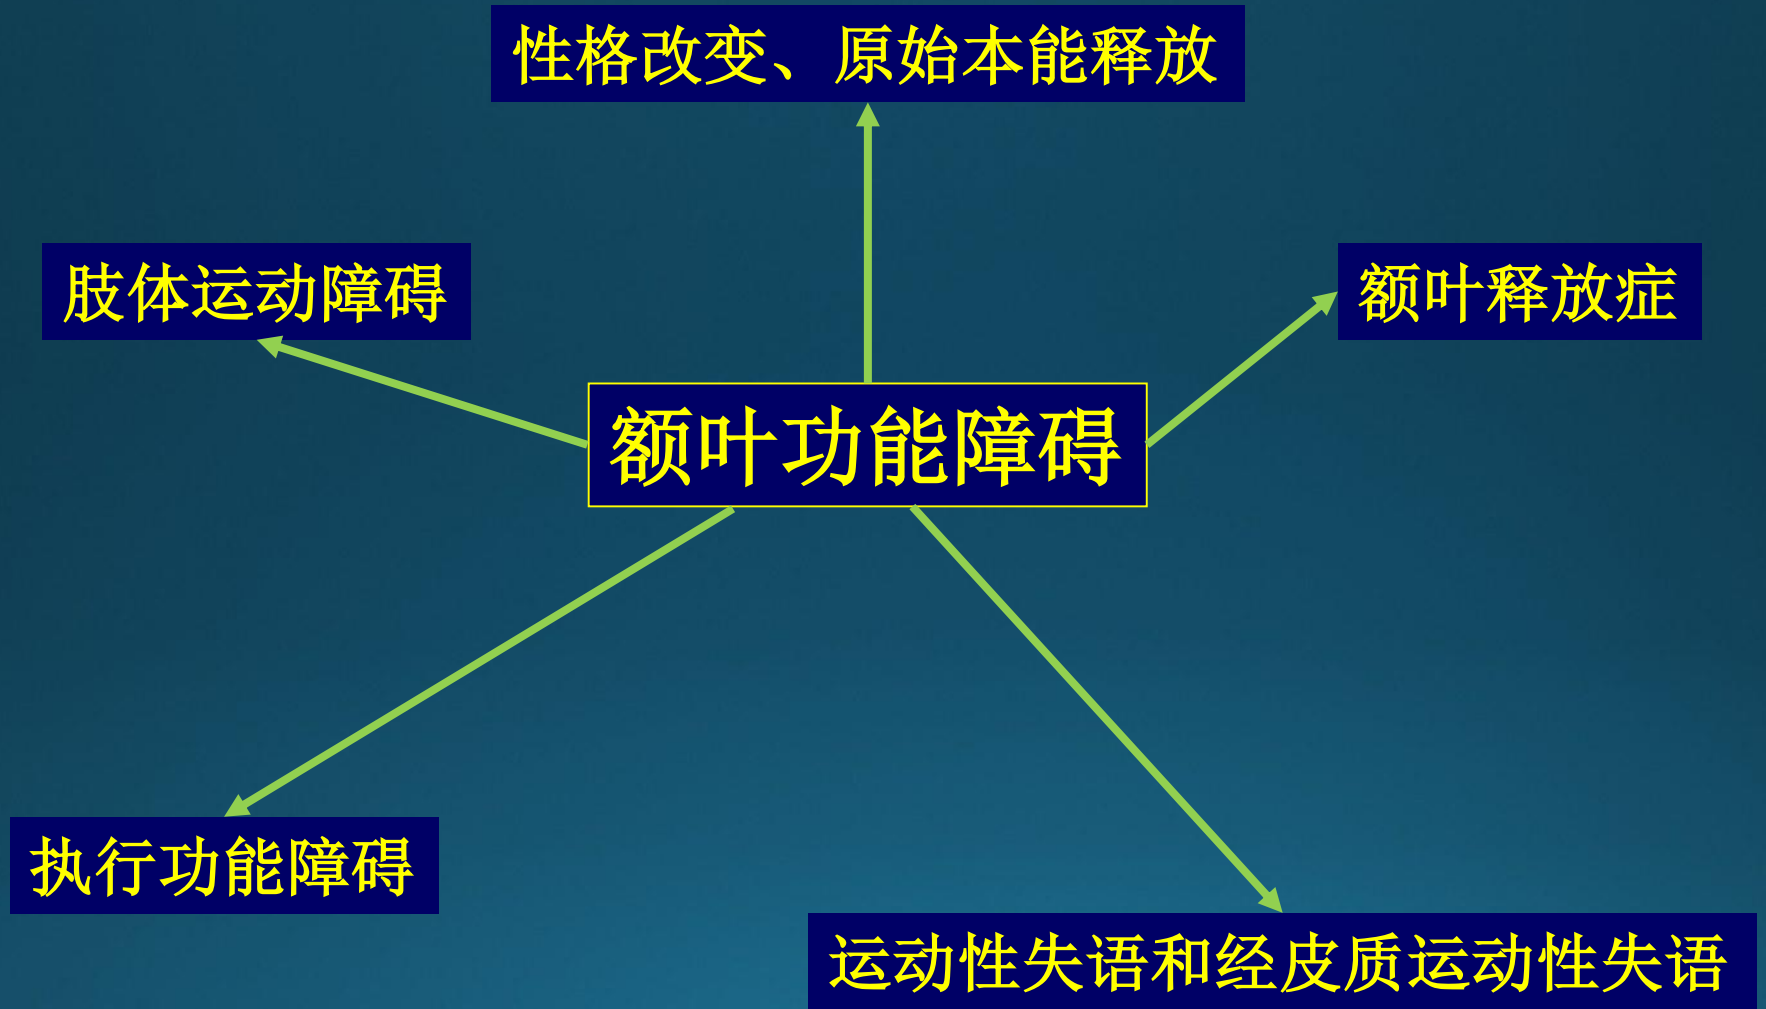 性格改变、原始本能释放
肢体运动障碍
额叶释放症
额叶功能障碍
执行功能障碍
运动性失语和经皮质运动性失语